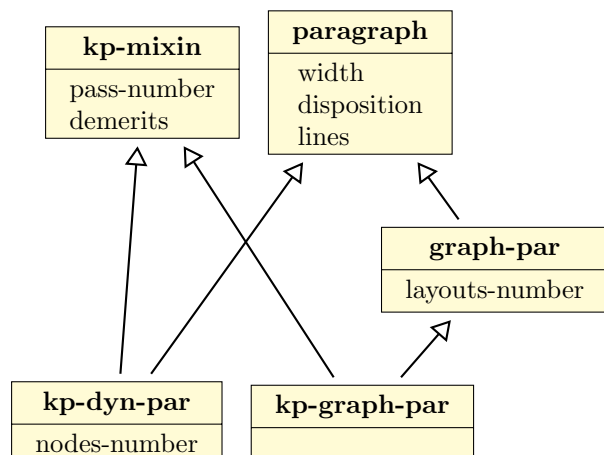 kp-mixin
pass-number
demerits
paragraph
width
disposition
lines
graph-par
layouts-number
kp-dyn-par
nodes-number
kp-graph-par